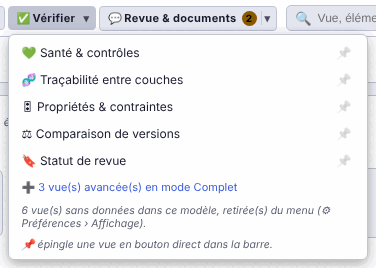 ✅ Vérifier ▾
💬 Revue & documents 2 ▾
🔍 Vue, éléme
💚 Santé & contrôles 📌
🧬 Traçabilité entre couches 📌
🎛 Propriétés & contraintes 📌
⚖ Comparaison de versions 📌
🔖 Statut de revue 📌
➕ 3 vue(s) avancée(s) en mode Complet
6 vue(s) sans données dans ce modèle, retirée(s) du menu (⚙
Préférences › Affichage).
📌 épingle une vue en bouton direct dans la barre.